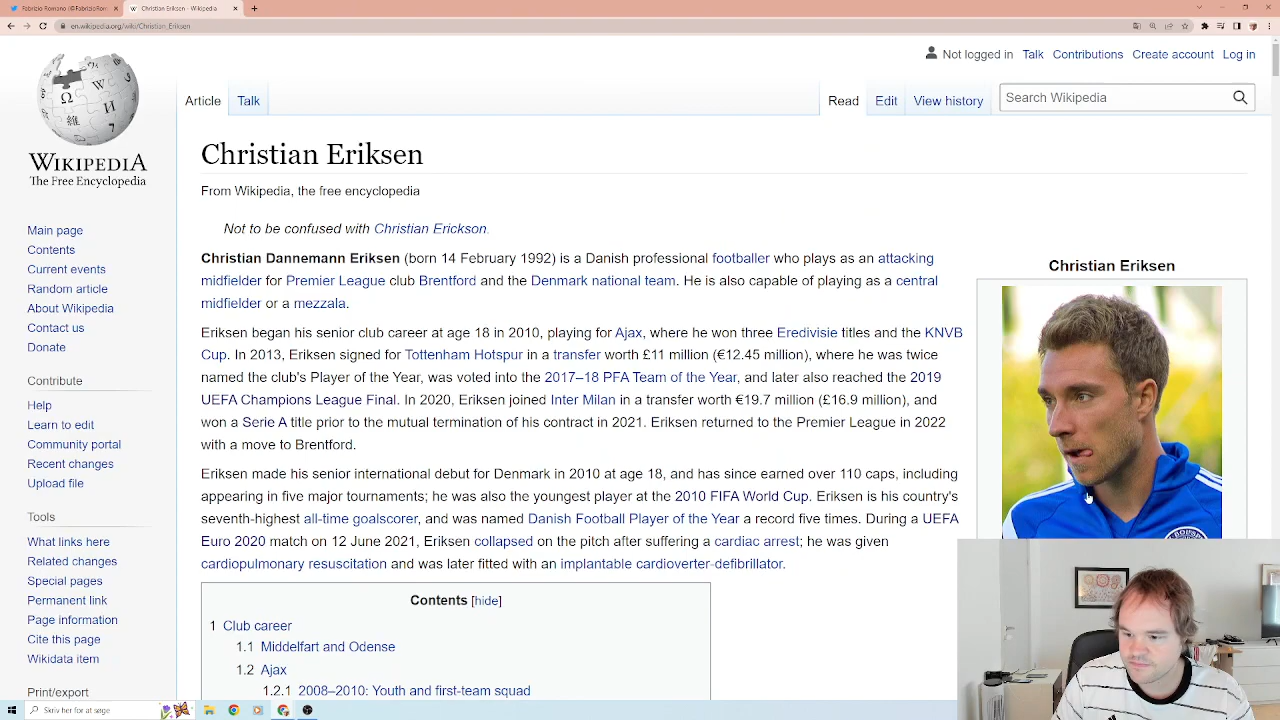 Fabrizio Romano (@FabrizioRom
Christian Eriksen - Wikipedia
en.wikipedia.org/wiki/Christian_Eriksen
Not logged in Talk Contributions Create account Log in
Article Talk Read Edit View history Search Wikipedia
WIKIPEDIA
The Free Encyclopedia
Main page
Contents
Current events
Random article
About Wikipedia
Contact us
Donate
Contribute
Help
Learn to edit
Community portal
Recent changes
Upload file
Tools
What links here
Related changes
Special pages
Permanent link
Page information
Cite this page
Wikidata item
Print/export
Christian Eriksen
From Wikipedia, the free encyclopedia
Not to be confused with Christian Erickson.
Christian Dannemann Eriksen (born 14 February 1992) is a Danish professional footballer who plays as an attacking
midfielder for Premier League club Brentford and the Denmark national team. He is also capable of playing as a central
midfielder or a mezzala.
Eriksen began his senior club career at age 18 in 2010, playing for Ajax, where he won three Eredivisie titles and the KNVB
Cup. In 2013, Eriksen signed for Tottenham Hotspur in a transfer worth £11 million (€12.45 million), where he was twice
named the club's Player of the Year, was voted into the 2017–18 PFA Team of the Year, and later also reached the 2019
UEFA Champions League Final. In 2020, Eriksen joined Inter Milan in a transfer worth €19.7 million (£16.9 million), and
won a Serie A title prior to the mutual termination of his contract in 2021. Eriksen returned to the Premier League in 2022
with a move to Brentford.
Eriksen made his senior international debut for Denmark in 2010 at age 18, and has since earned over 110 caps, including
appearing in five major tournaments; he was also the youngest player at the 2010 FIFA World Cup. Eriksen is his country's
seventh-highest all-time goalscorer, and was named Danish Football Player of the Year a record five times. During a UEFA
Euro 2020 match on 12 June 2021, Eriksen collapsed on the pitch after suffering a cardiac arrest; he was given
cardiopulmonary resuscitation and was later fitted with an implantable cardioverter-defibrillator.
Contents [hide]
1 Club career
1.1 Middelfart and Odense
1.2 Ajax
1.2.1 2008–2010: Youth and first-team squad
Christian Eriksen
Skriv her for at søge